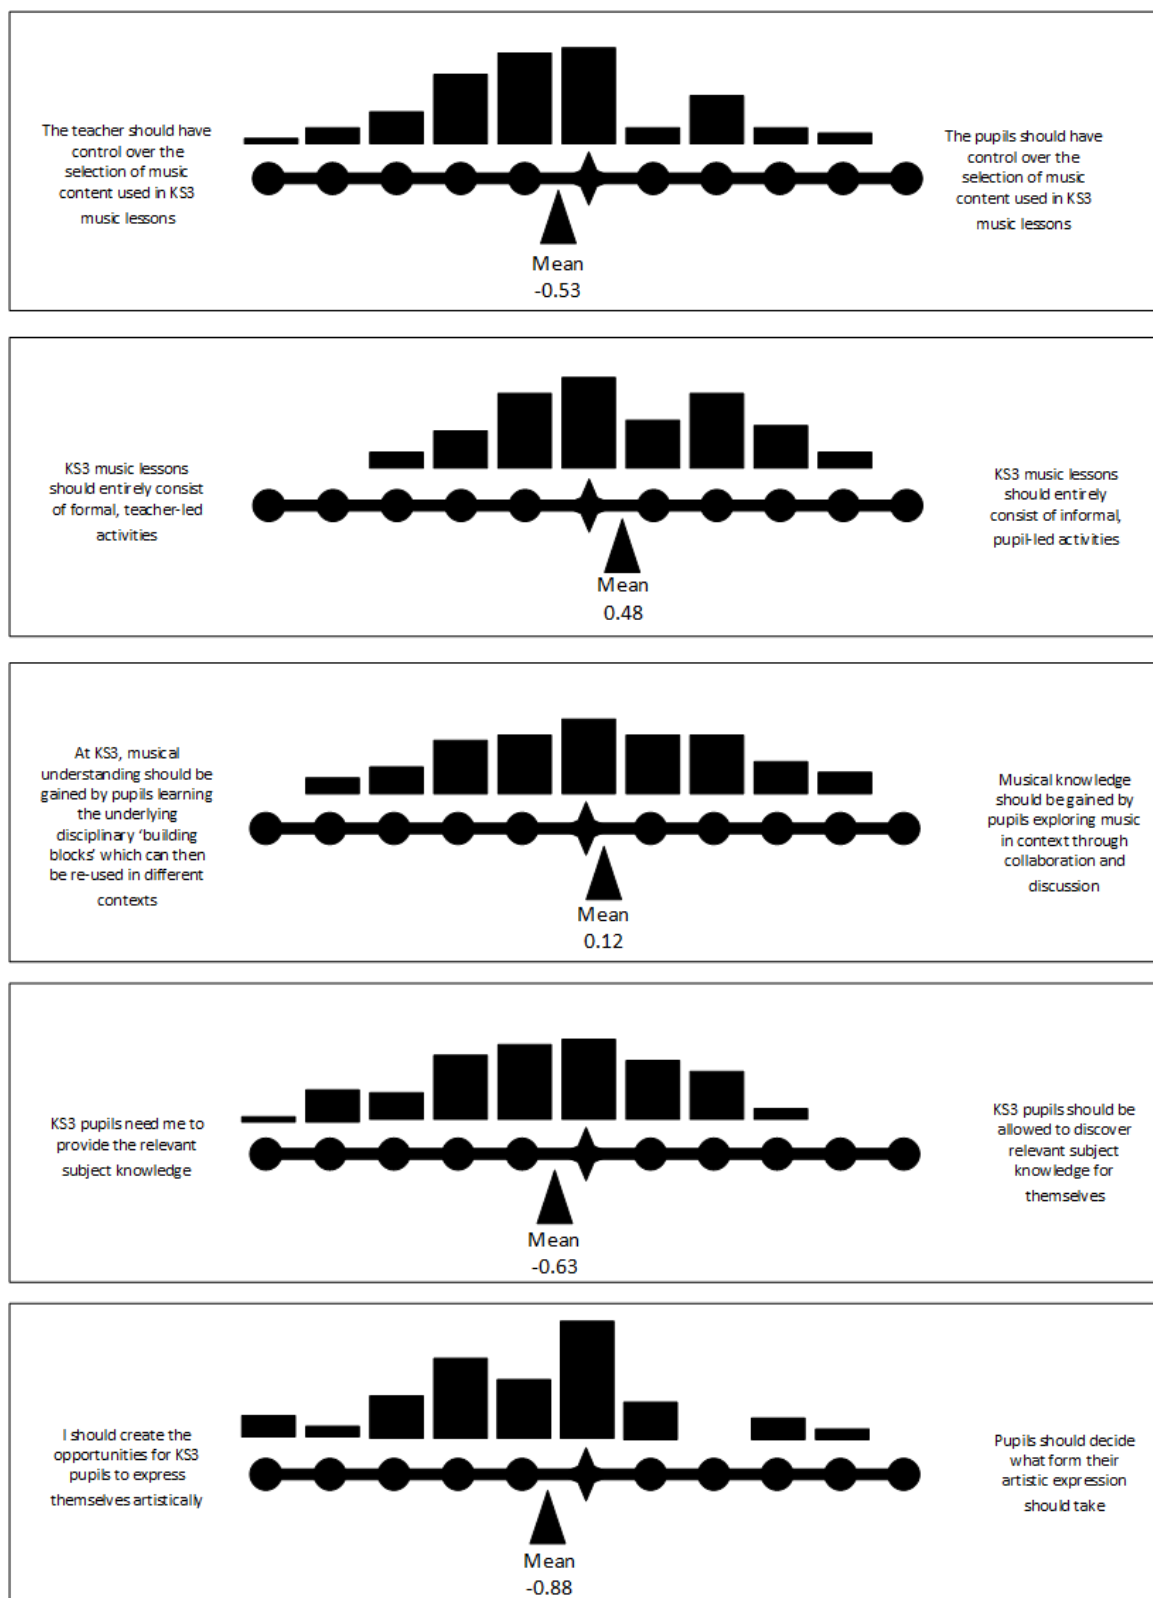 The teacher should have
control over the
selection of music
content used in KS3
music lessons
The pupils should have
control over the
selection of music
content used in KS3
music lessons
Mean
-0.53
KS3 music lessons
should entirely consist
of formal, teacher-led
activities
KS3 music lessons
should entirely
consist of informal,
pupil-led activities
Mean
0.48
At KS3, musical
understanding should be
gained by pupils learning
the underlying
disciplinary ‘building
blocks’ which can then
be re-used in different
contexts
Musical knowledge
should be gained by
pupils exploring music
in context through
collaboration and
discussion
Mean
0.12
KS3 pupils need me to
provide the relevant
subject knowledge
KS3 pupils should be
allowed to discover
relevant subject
knowledge for
themselves
Mean
-0.63
I should create the
opportunities for KS3
pupils to express
themselves artistically
Pupils should decide
what form their
artistic expression
should take
Mean
-0.88